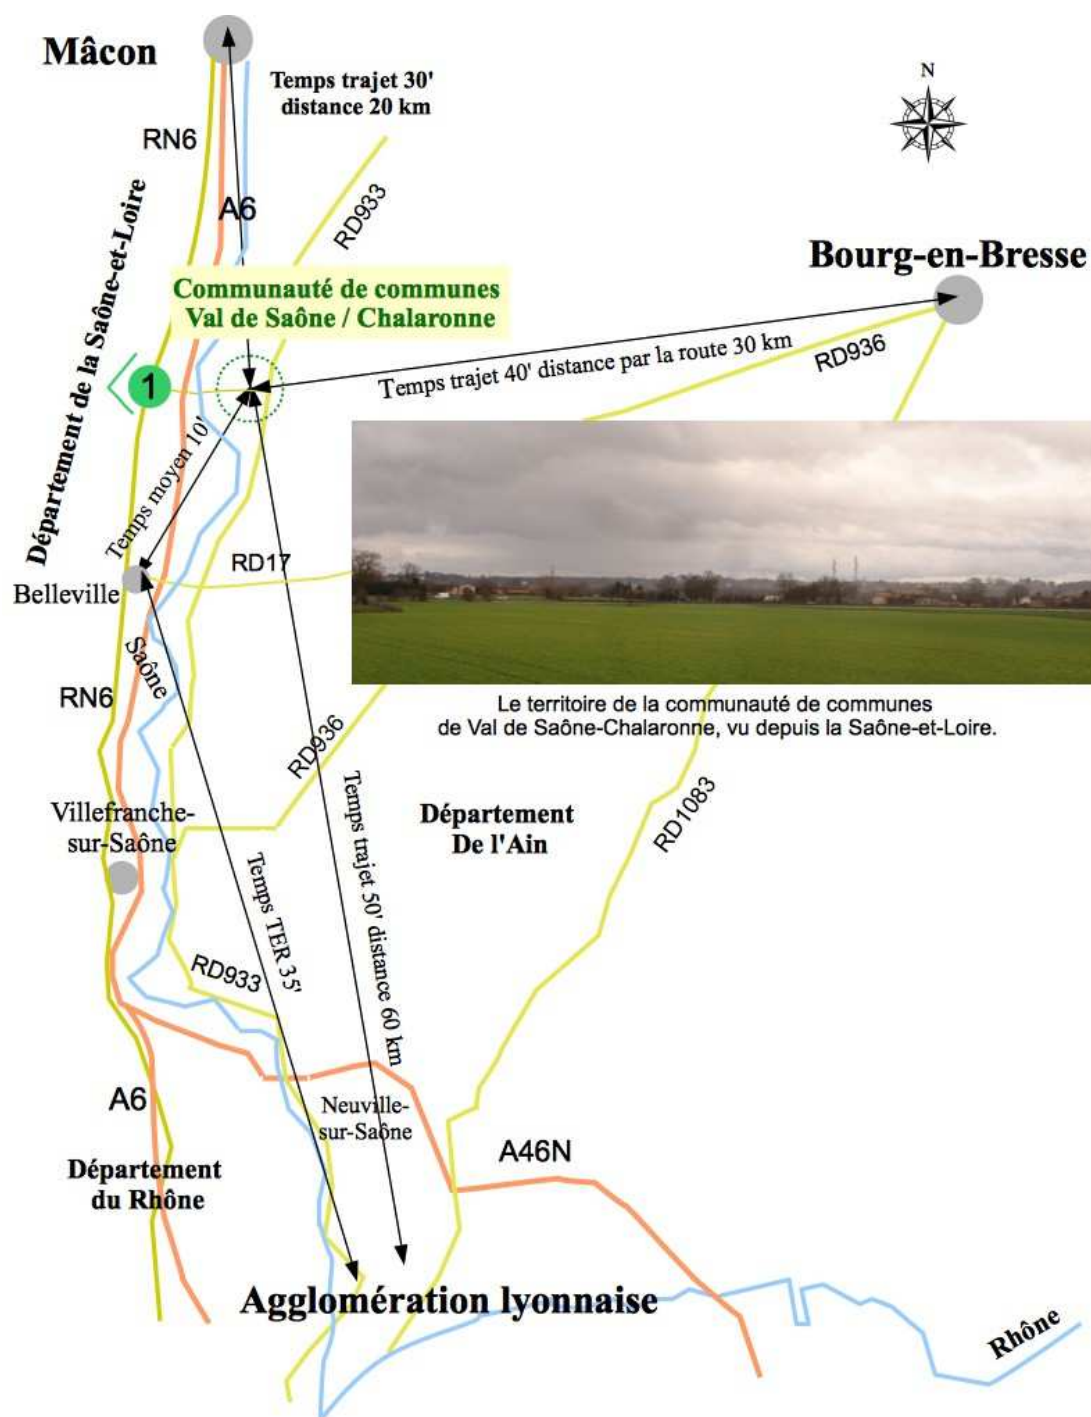 Mâcon
Temps trajet 30'
distance 20 km
N
RN6
A6
RD933
Département de la Saône-et-Loire
Bourg-en-Bresse
Communauté de communes
Val de Saône / Chalaronne
RD936
Temps trajet 40' distance par la route 30 km
1
Temps moyen 10'
RD17
Belleville
Saône
RN6
Le territoire de la communauté de communes
de Val de Saône-Chalaronne, vu depuis la Saône-et-Loire.
RD936
Villefranche-
sur-Saône
Temps trajet 50' distance 60 km
Département
De l'Ain
RD1083
Temps TER 35'
RD933
A6
Neuville-
sur-Saône
A46N
Département
du Rhône
Agglomération lyonnaise
Rhône